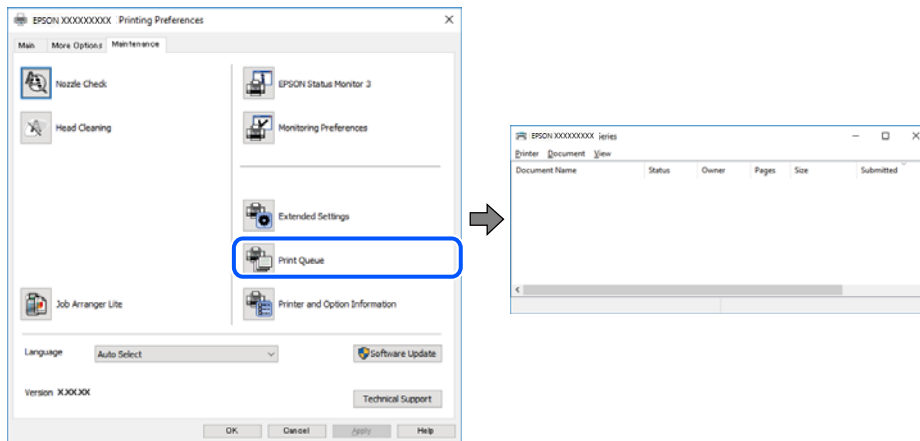 EPSON XXXXXXXXX Printing Preferences
Main More Options Maintenance
Nozzle Check
EPSON Status Monitor 3
Head Cleaning
Monitoring Preferences
Extended Settings
Print Queue
Job Arranger Lite
Printer and Option Information
Language Auto Select Software Update
Version X.XX.XX
Technical Support
OK Cancel Apply Help
EPSON XXXXXXXXX Series
Printer Document View
Document Name Status Owner Pages Size Submitted